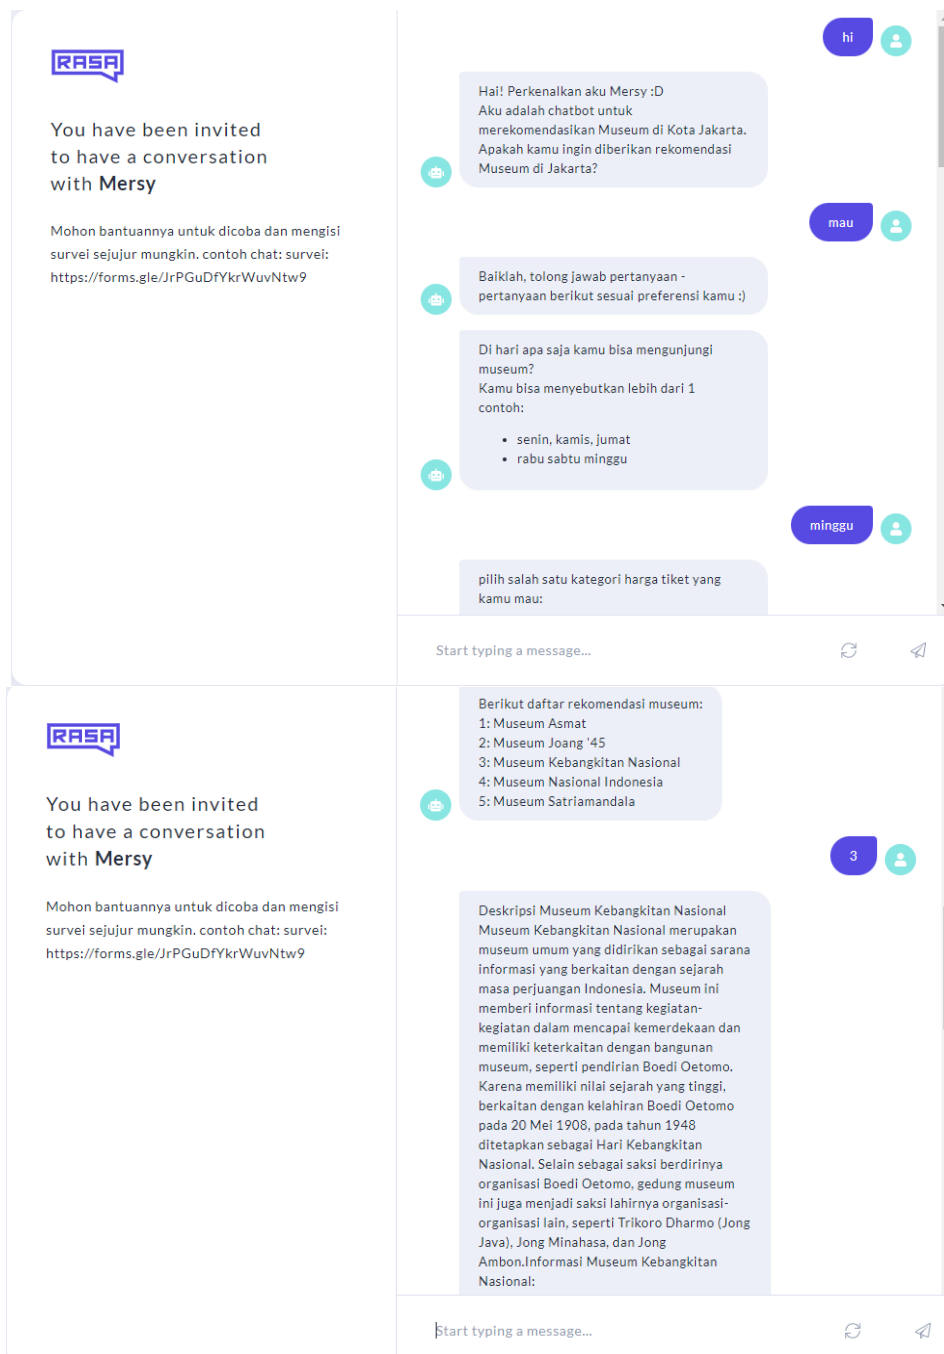 RASA
You have been invited
to have a conversation
with Mersy
Mohon bantuannya untuk dicoba dan mengisi
survei sejujur mungkin. contoh chat: survei:
https://forms.gle/JrPGuDfYkrWuvNtw9
hi
Hai! Perkenalkan aku Mersy :D
Aku adalah chatbot untuk
merekomendasikan Museum di Kota Jakarta.
Apakah kamu ingin diberikan rekomendasi
Museum di Jakarta?
mau
Baiklah, tolong jawab pertanyaan -
pertanyaan berikut sesuai preferensi kamu :)
Di hari apa saja kamu bisa mengunjungi
museum?
Kamu bisa menyebutkan lebih dari 1
contoh:
• senin, kamis, jumat
• rabu sabtu minggu
minggu
pilih salah satu kategori harga tiket yang
kamu mau:
Start typing a message...
RASA
You have been invited
to have a conversation
with Mersy
Mohon bantuannya untuk dicoba dan mengisi
survei sejujur mungkin. contoh chat: survei:
https://forms.gle/JrPGuDfYkrWuvNtw9
Berikut daftar rekomendasi museum:
1: Museum Asmat
2: Museum Joang '45
3: Museum Kebangkitan Nasional
4: Museum Nasional Indonesia
5: Museum Satriamandala
3
Deskripsi Museum Kebangkitan Nasional
Museum Kebangkitan Nasional merupakan
museum umum yang didirikan sebagai sarana
informasi yang berkaitan dengan sejarah
masa perjuangan Indonesia. Museum ini
memberi informasi tentang kegiatan-
kegiatan dalam mencapai kemerdekaan dan
memiliki keterkaitan dengan bangunan
museum, seperti pendirian Boedi Oetomo.
Karena memiliki nilai sejarah yang tinggi,
berkaitan dengan kelahiran Boedi Oetomo
pada 20 Mei 1908, pada tahun 1948
ditetapkan sebagai Hari Kebangkitan
Nasional. Selain sebagai saksi berdirinya
organisasi Boedi Oetomo, gedung museum
ini juga menjadi saksi lahirnya organisasi-
organisasi lain, seperti Trikoro Dharmo (Jong
Java), Jong Minahasa, dan Jong
Ambon.Informasi Museum Kebangkitan
Nasional:
Start typing a message...